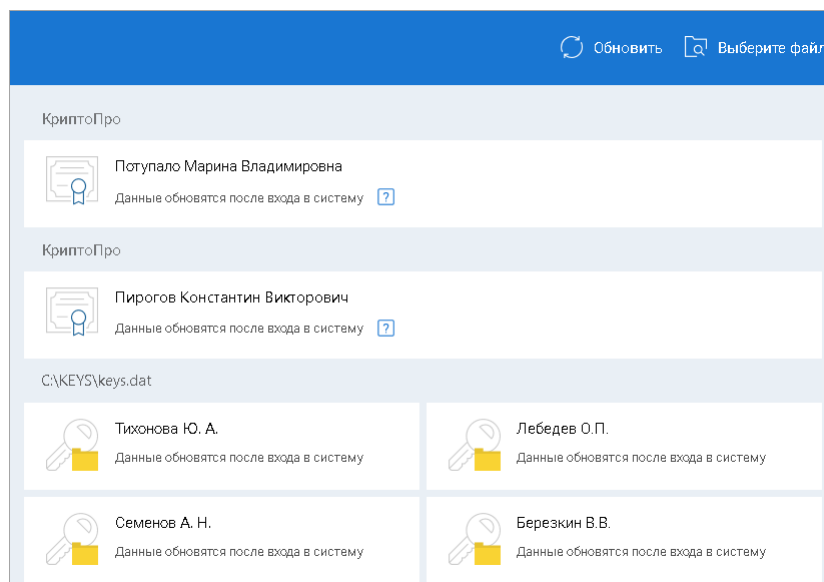 Обновить Выберите файл
КриптоПро
Потупало Марина Владимировна
Данные обновятся после входа в систему ?
КриптоПро
Пирогов Константин Викторович
Данные обновятся после входа в систему ?
C:\KEYS\keys.dat
Тихонова Ю. А.
Данные обновятся после входа в систему
Лебедев О.П.
Данные обновятся после входа в систему
Семенов А. Н.
Данные обновятся после входа в систему
Березкин В.В.
Данные обновятся после входа в систему